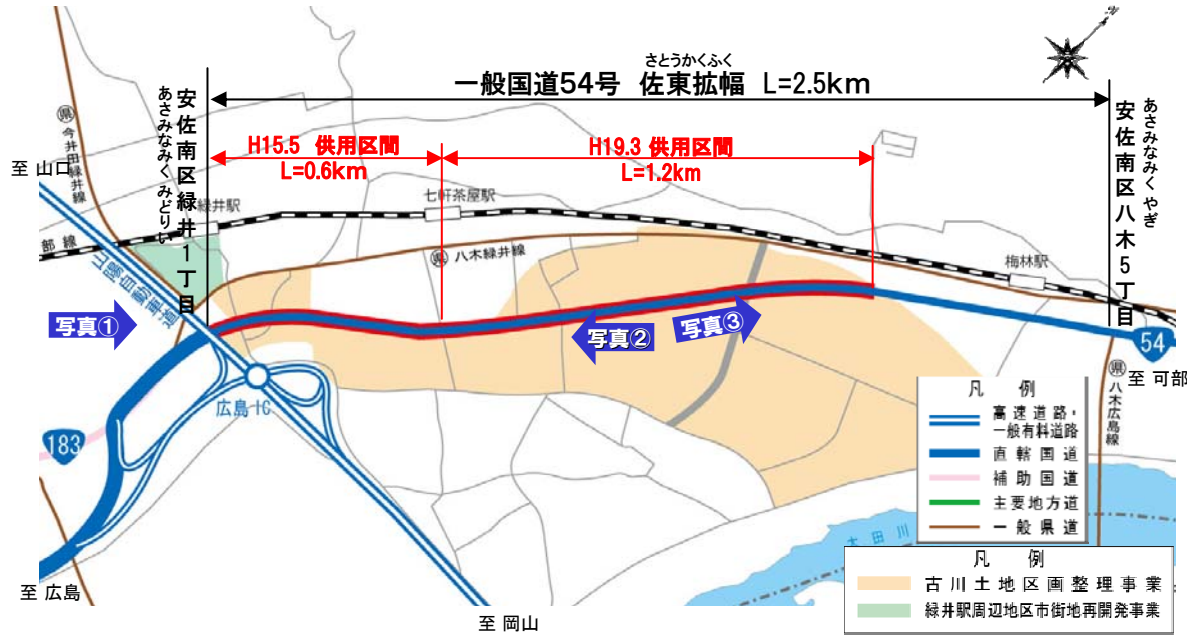 さとうかくふく
一般国道54号 佐東拡幅 L=2.5km
あさみなみく みどりい
安佐南区緑井1丁目
あさみなみく やぎ
安佐南区八木5丁目
H15.5 供用区間
L=0.6km
H19.3 供用区間
L=1.2km
㊩今井田緑井線
至 山口
緑井駅
七軒茶屋駅
部線
㊩八木緑井線
梅林駅
山陽自動車道
写真①
写真②
写真③
54
至 可部
㊩八木広島線
広島IC
183
凡 例
高速道路・
一般有料道路
直轄国道
補助国道
主要地方道
一般県道
太田川
凡 例
古川土地区画整理事業
緑井駅周辺地区市街地再開発事業
至 広島
至 岡山